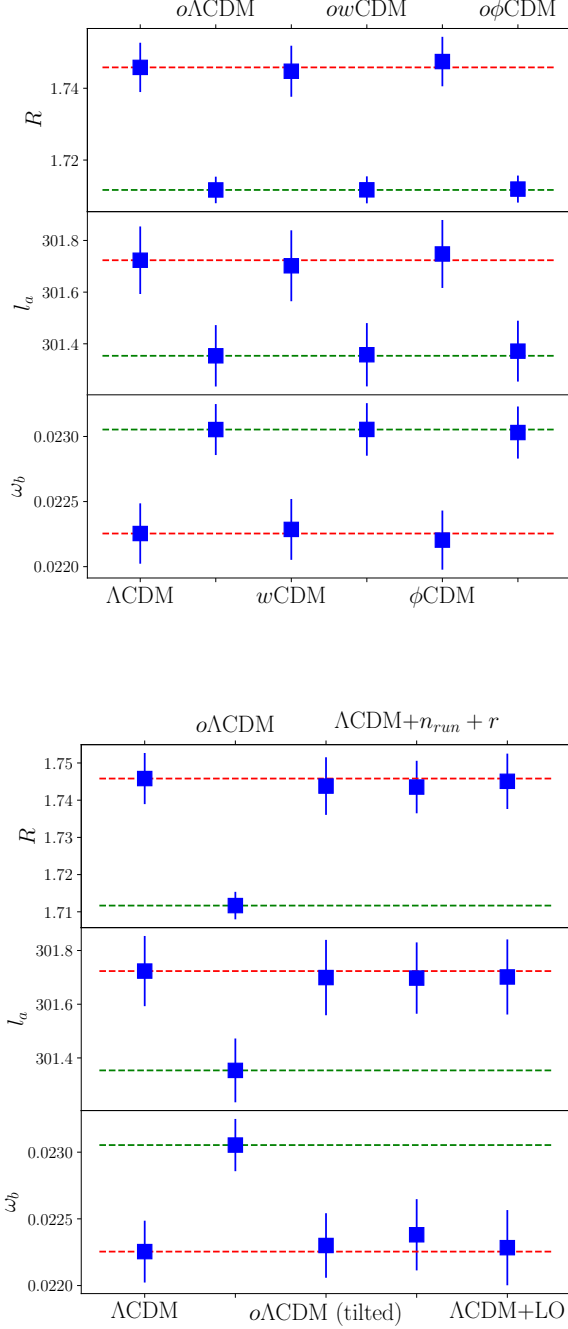 oΛCDM owCDM oϕCDM
1.74
R
1.72
301.8
301.6
l_a
301.4
0.0230
ω_b
0.0225
0.0220
ΛCDM wCDM ϕCDM
oΛCDM ΛCDM+n_{run} + r
1.75
1.74
R
1.73
1.72
1.71
301.8
301.6
l_a
301.4
0.0230
ω_b
0.0225
0.0220
ΛCDM oΛCDM (tilted) ΛCDM+LO